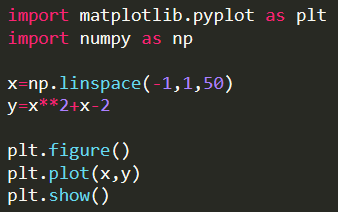 import matplotlib.pyplot as plt
import numpy as np
x=np.linspace(-1,1,50)
y=x**2+x-2
plt.figure()
plt.plot(x,y)
plt.show()